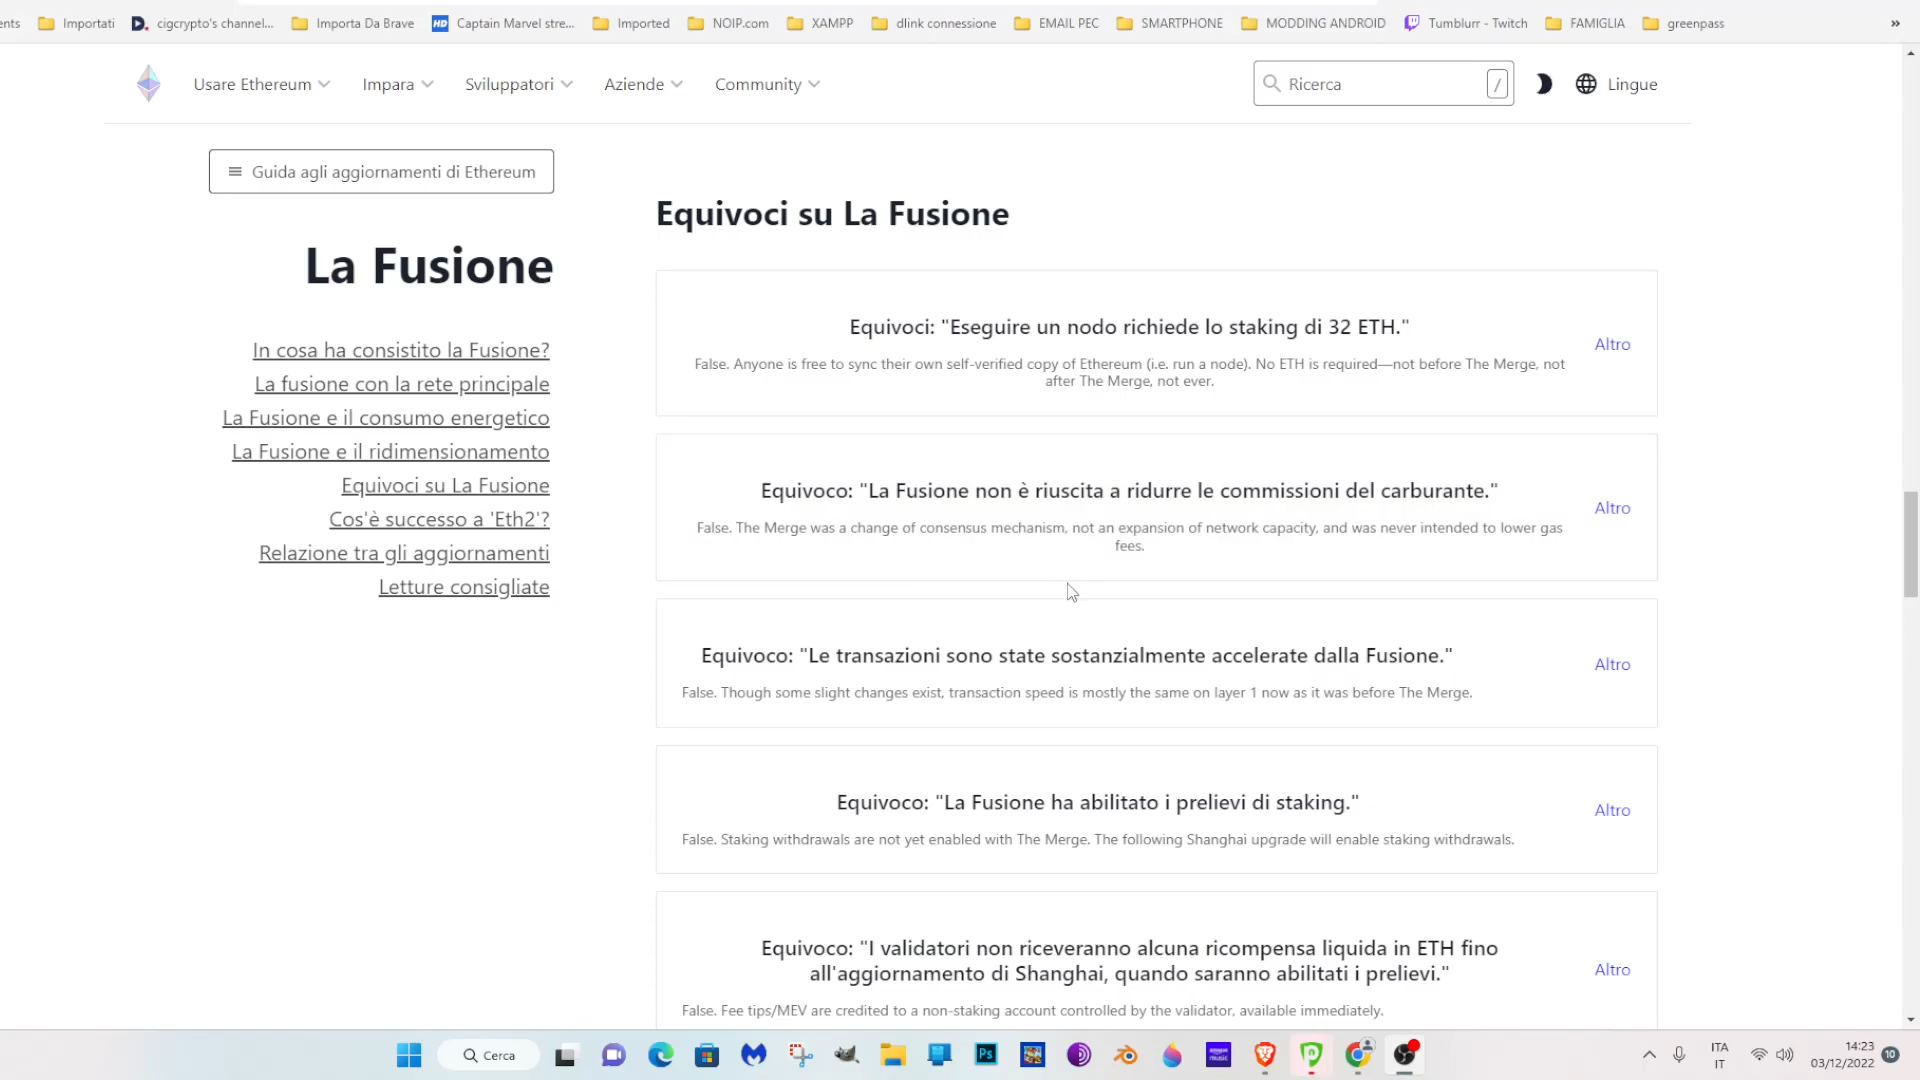 ents
Importati
cigcrypto's channel...
Importa Da Brave
HD
Captain Marvel stre...
Imported
NOIP.com
XAMPP
dlink connessione
EMAIL PEC
SMARTPHONE
MODDING ANDROID
Tumblurr - Twitch
FAMIGLIA
greenpass
»
Usare Ethereum
Impara
Sviluppatori
Aziende
Community
Ricerca
/
Lingue
Guida agli aggiornamenti di Ethereum
La Fusione
In cosa ha consistito la Fusione?
La fusione con la rete principale
La Fusione e il consumo energetico
La Fusione e il ridimensionamento
Equivoci su La Fusione
Cos'è successo a 'Eth2'?
Relazione tra gli aggiornamenti
Letture consigliate
Equivoci su La Fusione
Equivoci: "Eseguire un nodo richiede lo staking di 32 ETH."
False. Anyone is free to sync their own self-verified copy of Ethereum (i.e. run a node). No ETH is required—not before The Merge, not
after The Merge, not ever.
Altro
Equivoco: "La Fusione non è riuscita a ridurre le commissioni del carburante."
False. The Merge was a change of consensus mechanism, not an expansion of network capacity, and was never intended to lower gas
fees.
Altro
Equivoco: "Le transazioni sono state sostanzialmente accelerate dalla Fusione."
False. Though some slight changes exist, transaction speed is mostly the same on layer 1 now as it was before The Merge.
Altro
Equivoco: "La Fusione ha abilitato i prelievi di staking."
False. Staking withdrawals are not yet enabled with The Merge. The following Shanghai upgrade will enable staking withdrawals.
Altro
Equivoco: "I validatori non riceveranno alcuna ricompensa liquida in ETH fino
all'aggiornamento di Shanghai, quando saranno abilitati i prelievi."
False. Fee tips/MEV are credited to a non-staking account controlled by the validator, available immediately.
Altro
Cerca
Ps
music
ITA
IT
14:23
03/12/2022
10